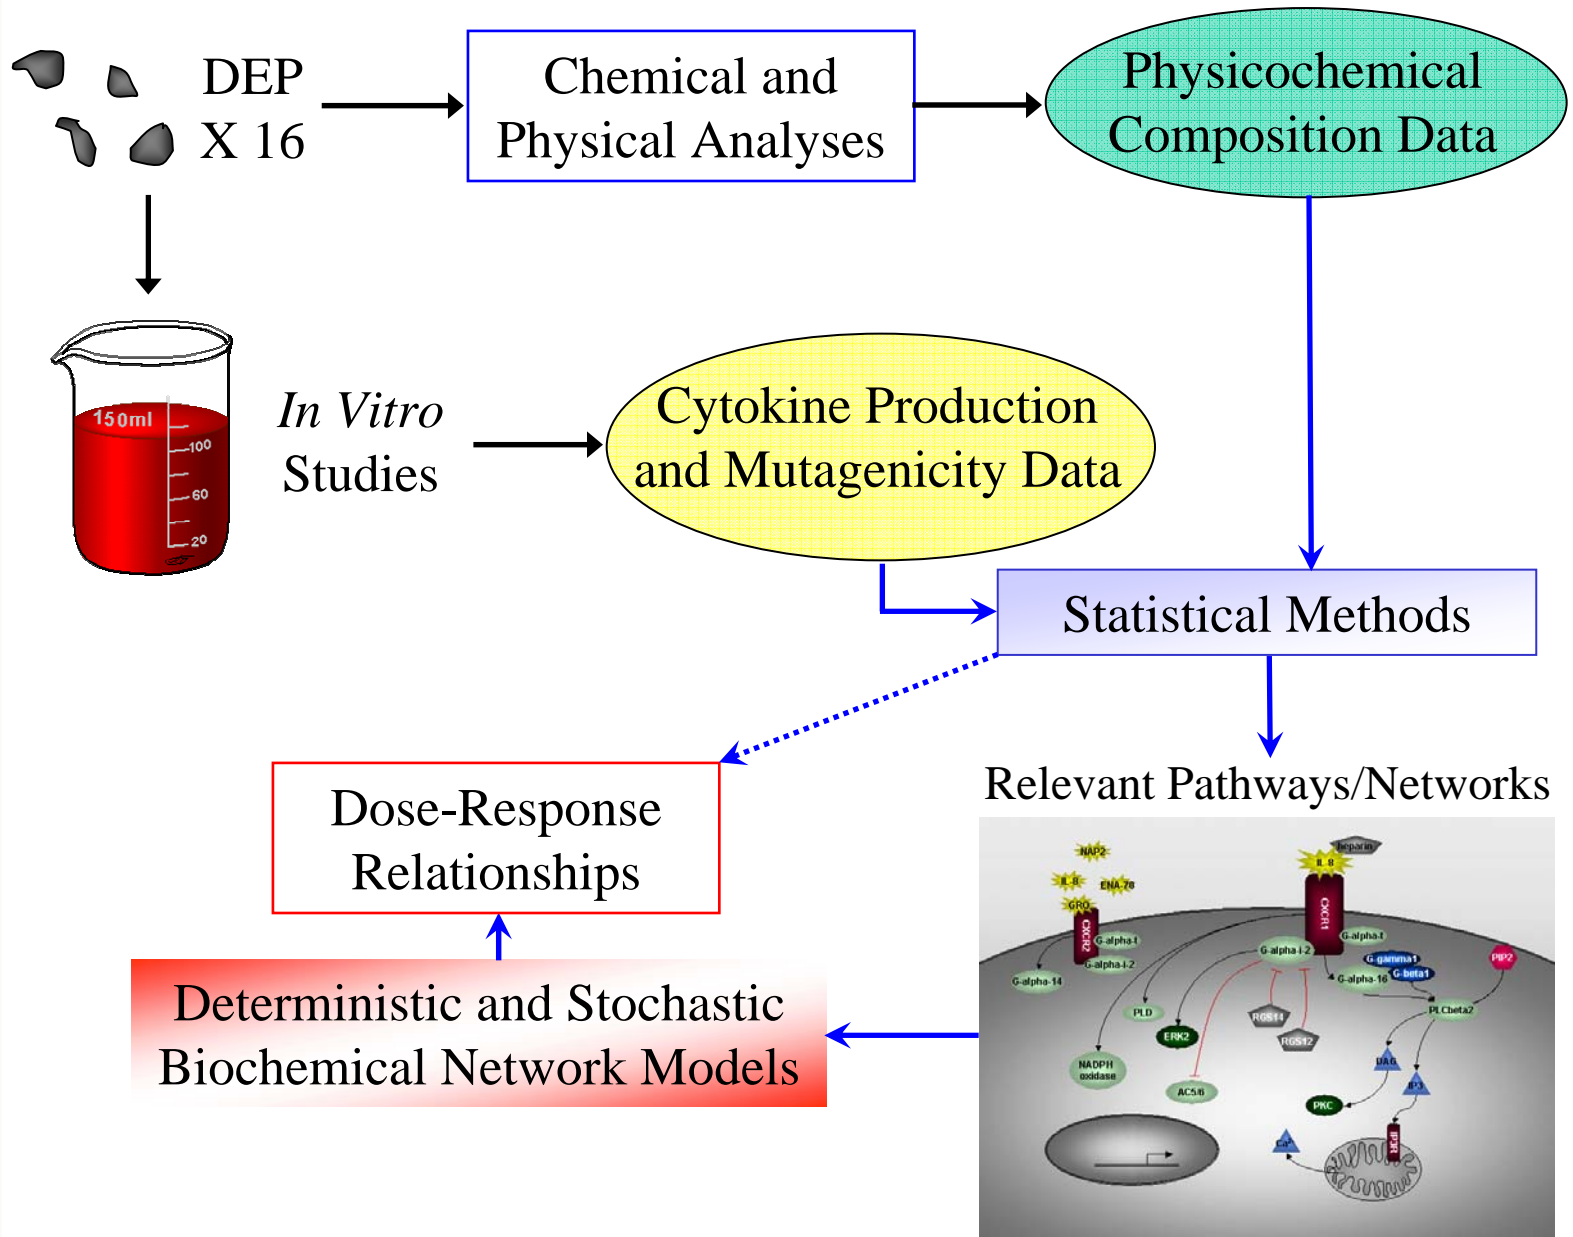 DEP
X 16
Chemical and
Physical Analyses
Physicochemical
Composition Data
150ml
100
60
20
In Vitro
Studies
Cytokine Production
and Mutagenicity Data
Statistical Methods
Dose-Response
Relationships
Relevant Pathways/Networks
Deterministic and Stochastic
Biochemical Network Models
NAP2
IL-8
ENA-78
GRO
CXCR2
G-alpha-t
G-alpha-i-2
G-alpha-14
heparin
IL-8
CXCR1
G-alpha-t
G-alpha-i-2
G-gamma1
G-beta1
G-alpha-16
PIP2
PLCbeta2
PLD
ERK2
RGS14
RGS12
NADPH
oxidase
AC5/6
DAG
IP3
PKC
IP3R